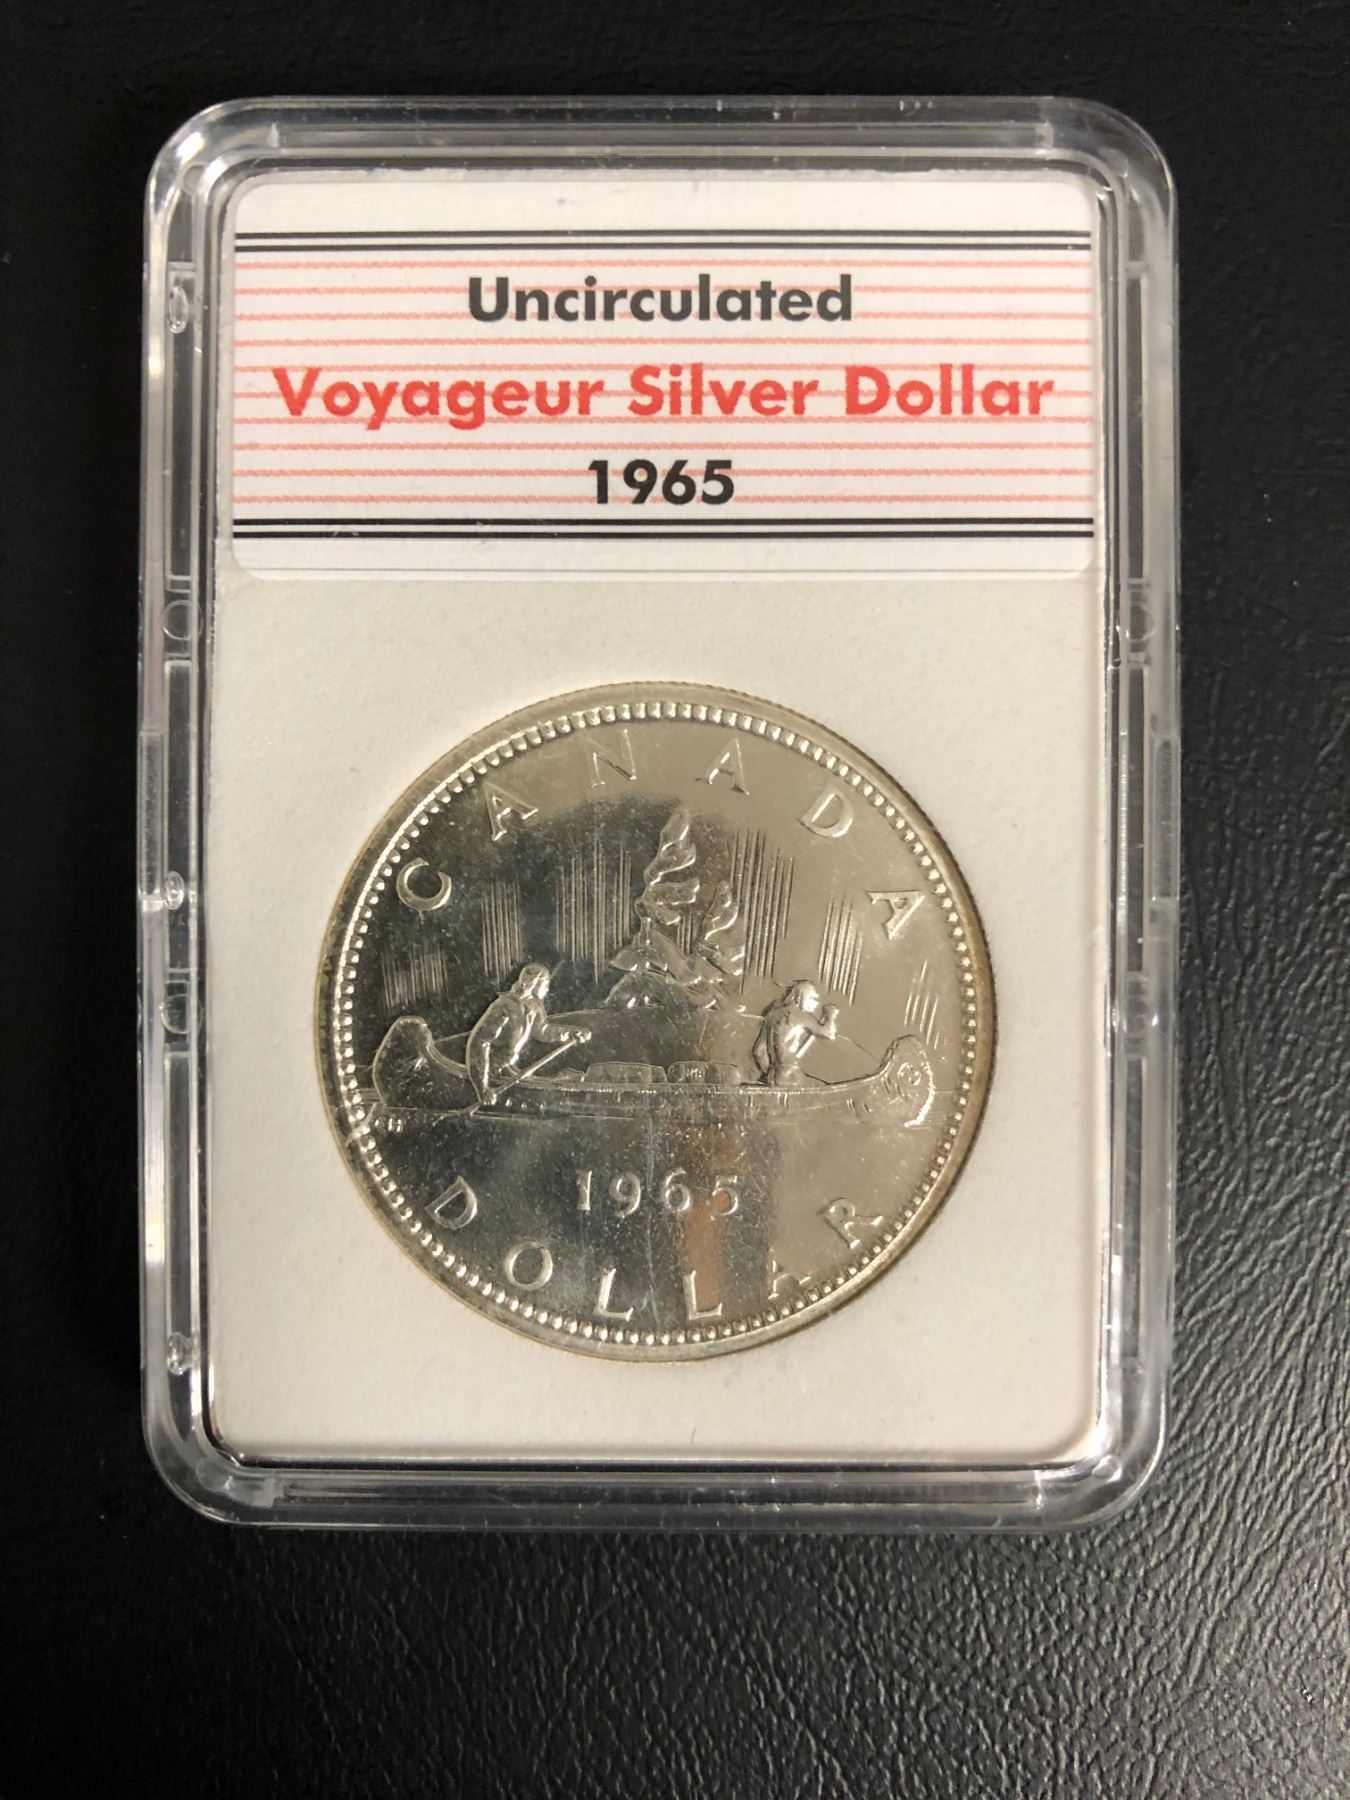 Uncirculated
Voyageur Silver Dollar
1965
CANADA
1965
DOLLAR